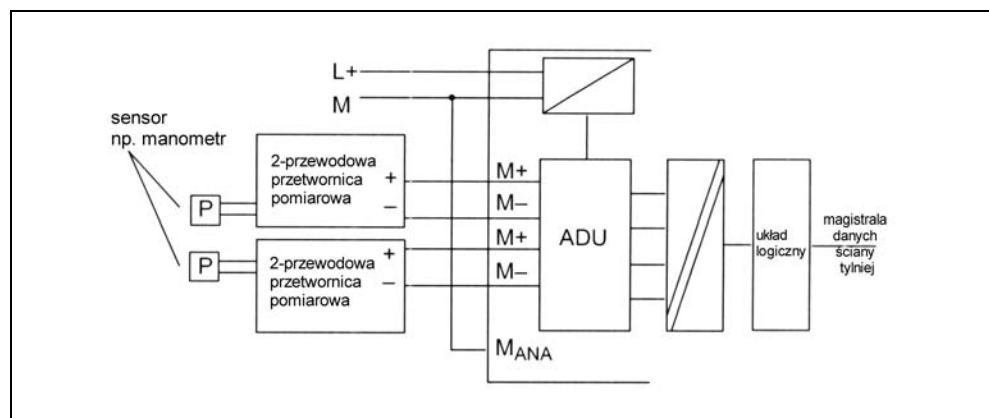 L+
M
sensor
np. manometr
2-przewodowa
przetwornica
pomiarowa
+
–
P
M+
M–
M+
M–
ADU
układ
logiczny
magistrala
danych
ściany
tylniej
P
2-przewodowa
przetwornica
pomiarowa
+
–
MANA